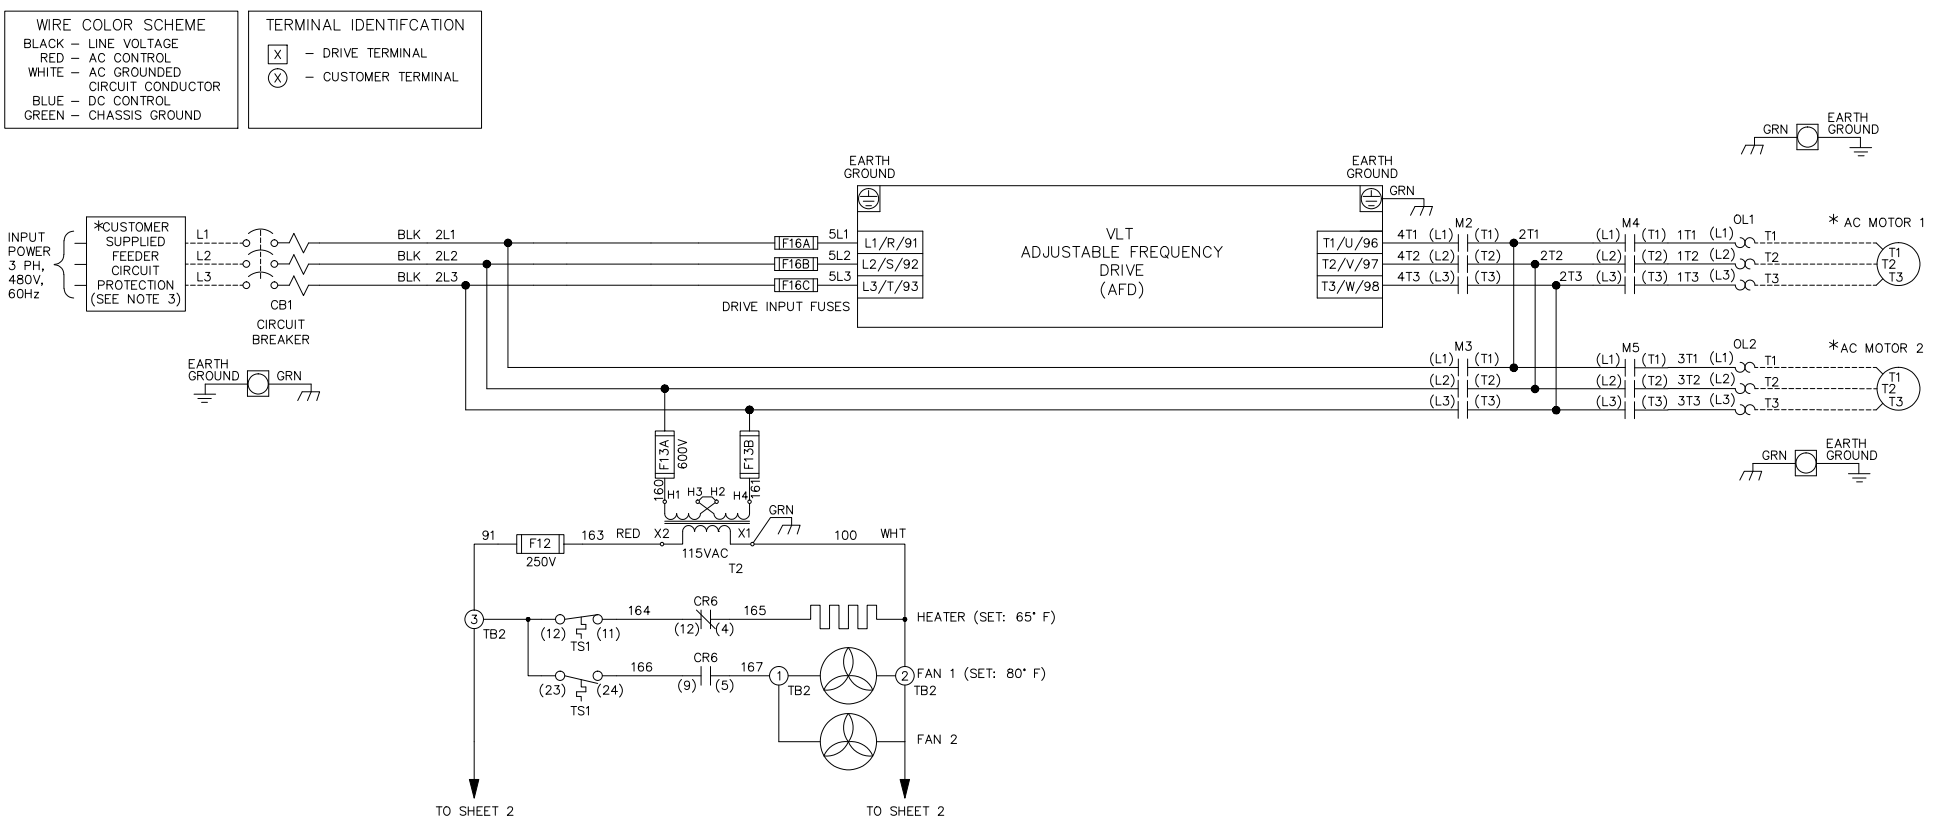 WIRE COLOR SCHEME
BLACK – LINE VOLTAGE
RED – AC CONTROL
WHITE – AC GROUNDED
CIRCUIT CONDUCTOR
BLUE – DC CONTROL
GREEN – CHASSIS GROUND
TERMINAL IDENTIFCATION
X – DRIVE TERMINAL
X – CUSTOMER TERMINAL
GRN
EARTH
GROUND
EARTH
GROUND
EARTH
GROUND
GRN
INPUT
POWER
3 PH,
480V,
60Hz
*CUSTOMER
SUPPLIED
FEEDER
CIRCUIT
PROTECTION
(SEE NOTE 3)
L1
L2
L3
CB1
CIRCUIT
BREAKER
BLK 2L1
BLK 2L2
BLK 2L3
F16A 5L1
F16B 5L2
F16C 5L3
DRIVE INPUT FUSES
L1/R/91
L2/S/92
L3/T/93
VLT
ADJUSTABLE FREQUENCY
DRIVE
(AFD)
T1/U/96
T2/V/97
T3/W/98
M2 M4 OL1
4T1 (L1) (T1) 2T1 (L1) (T1) 1T1 (L1) T1
4T2 (L2) (T2) 2T2 (L2) (T2) 1T2 (L2) T2
4T3 (L3) (T3) 2T3 (L3) (T3) 1T3 (L3) T3
* AC MOTOR 1
T1
T2
T3
M3 M5 OL2
(L1) (T1) (L1) (T1) 3T1 (L1) T1
(L2) (T2) (L2) (T2) 3T2 (L2) T2
(L3) (T3) (L3) (T3) 3T3 (L3) T3
*AC MOTOR 2
T1
T2
T3
EARTH
GROUND
GRN
GRN
EARTH
GROUND
F13A
600V
F13B
160
161
H1 H3 H2 H4
GRN
91 F12 163 RED X2 X1 100 WHT
250V
115VAC
T2
3
TB2
(12) (11)
TS1
164
CR6
(12) (4)
165
HEATER (SET: 65° F)
(23) (24)
TS1
166
CR6
(9) (5)
167
1
TB2
2
TB2
FAN 1 (SET: 80° F)
FAN 2
TO SHEET 2
TO SHEET 2